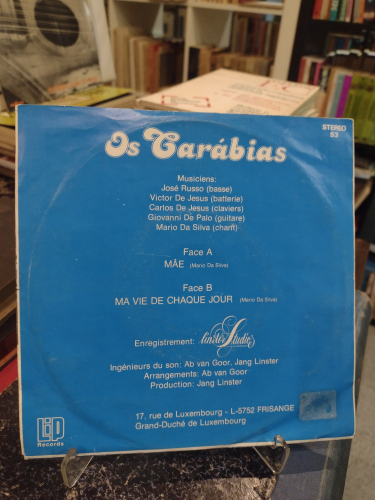 STEREO
S3
Os Carábias
Musiciens:
José Russo (basse)
Victor De Jesus (batterie)
Carlos De Jesus (claviers)
Giovanni De Palo (guitare)
Mario Da Silva (chant)
Face A
MÃE (Mario Da Silva)
Face B
MA VIE DE CHAQUE JOUR (Mario Da Silva)
Enregistrement: Linster Studio
Ingénieurs du son: Ab van Goor, Jang Linster
Arrangements: Ab van Goor
Production: Jang Linster
17, rue de Luxembourg - L-5752 FRISANGE
Grand-Duché de Luxembourg
Records